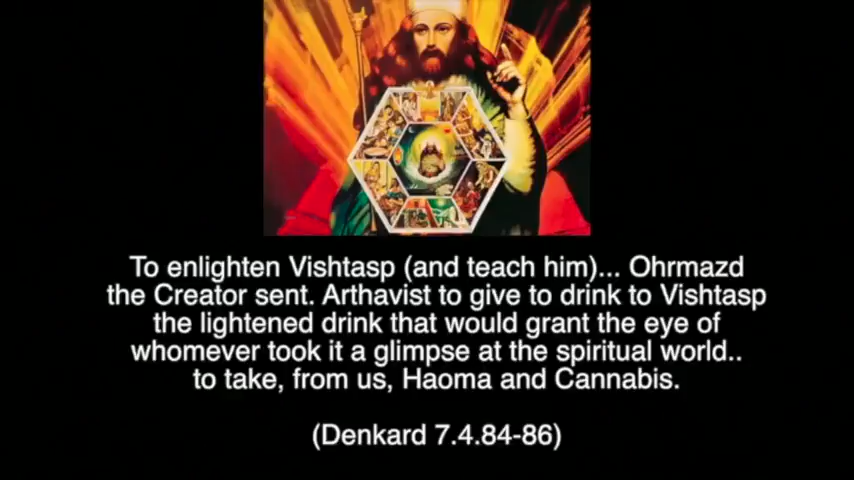 To enlighten Vishtasp (and teach him)... Ohrmazd
the Creator sent. Arthavist to give to drink to Vishtasp
the lightened drink that would grant the eye of
whomever took it a glimpse at the spiritual world..
to take, from us, Haoma and Cannabis.
(Denkard 7.4.84-86)